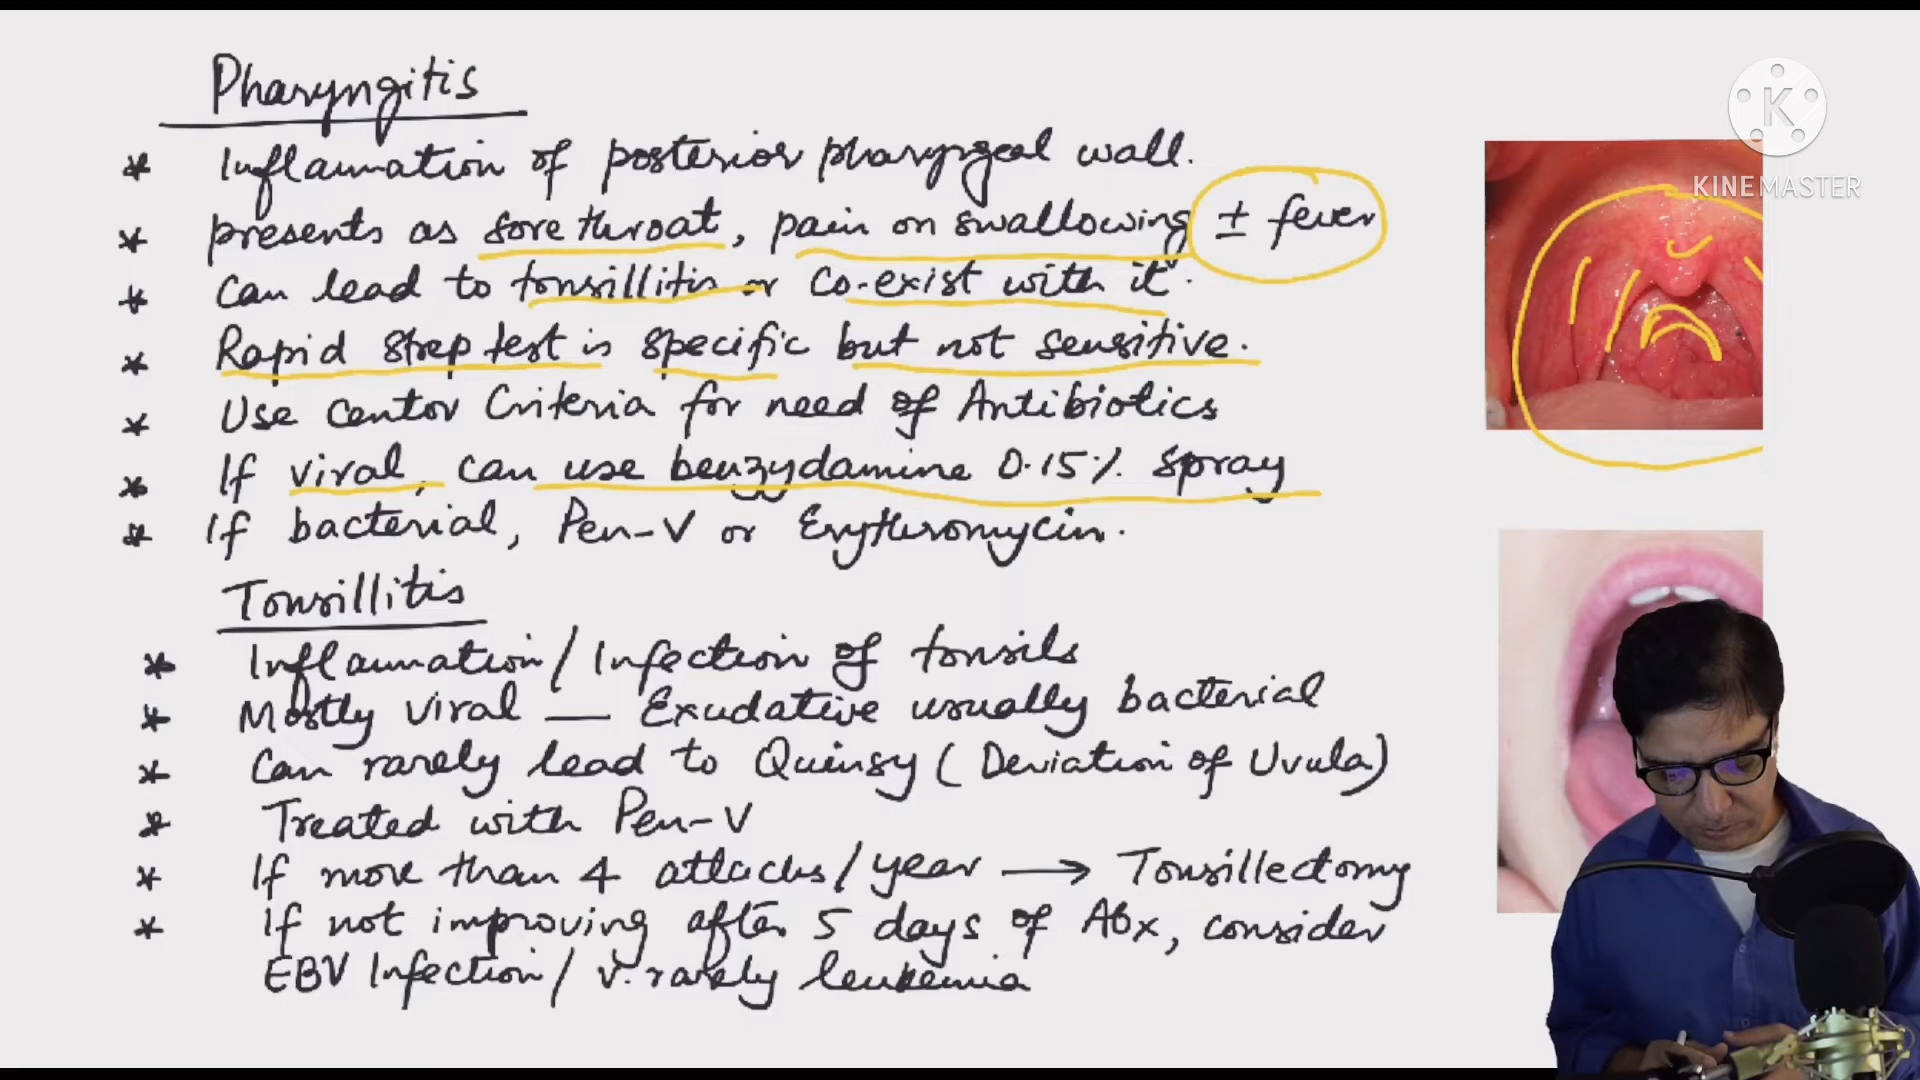 Pharyngitis
* Inflammation of posterior pharyngeal wall.
* presents as sore throat, pain on swallowing ± fever
* Can lead to tonsillitis or co-exist with it.
* Rapid strep test is specific but not sensitive.
* Use Centor Criteria for need of Antibiotics
* If viral, can use benzydamine 0.15% spray
* If bacterial, Pen-V or Erythromycin.
Tonsillitis
* Inflammation/Infection of tonsils
* Mostly viral — Exudative usually bacterial
* Can rarely lead to Quinsy (Deviation of Uvula)
* Treated with Pen-V
* If more than 4 attacks/year → Tonsillectomy
* If not improving after 5 days of Abx, consider
EBV Infection/v. rarely leukemia
K
KINEMASTER